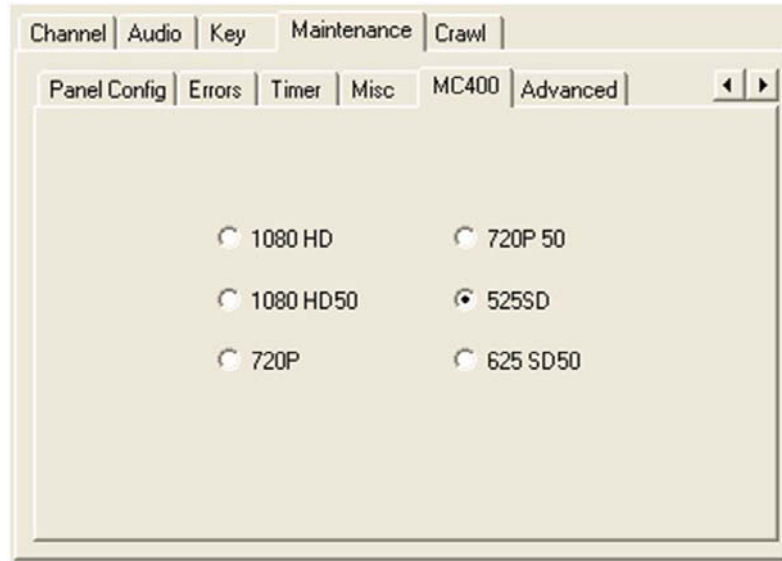 Channel Audio Key Maintenance Crawl
Panel Config Errors Timer Misc MC400 Advanced
1080 HD 720P 50
1080 HD50 525SD
720P 625 SD50